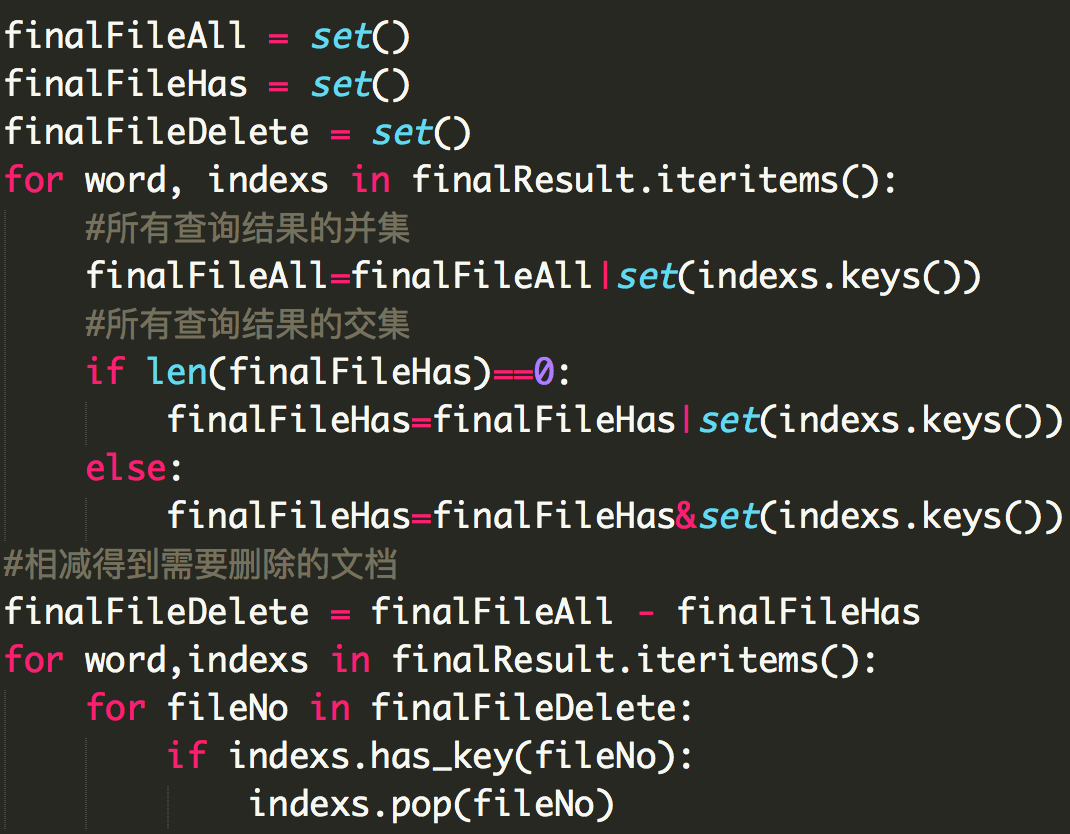 finalFileAll = set()
finalFileHas = set()
finalFileDelete = set()
for word, indexs in finalResult.iteritems():
    #所有查询结果的并集
    finalFileAll=finalFileAll|set(indexs.keys())
    #所有查询结果的交集
    if len(finalFileHas)==0:
        finalFileHas=finalFileHas|set(indexs.keys())
    else:
        finalFileHas=finalFileHas&set(indexs.keys())
#相减得到需要删除的文档
finalFileDelete = finalFileAll - finalFileHas
for word,indexs in finalResult.iteritems():
    for fileNo in finalFileDelete:
        if indexs.has_key(fileNo):
            indexs.pop(fileNo)